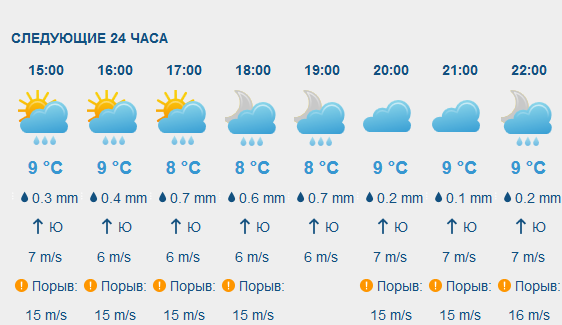 СЛЕДУЮЩИЕ 24 ЧАСА
15:00 16:00 17:00 18:00 19:00 20:00 21:00 22:00
9 °C 9 °C 8 °C 8 °C 8 °C 9 °C 9 °C 9 °C
0.3 mm 0.4 mm 0.7 mm 0.6 mm 0.7 mm 0.2 mm 0.1 mm 0.2 mm
↑ Ю ↑ Ю ↑ Ю ↑ Ю ↑ Ю ↑ Ю ↑ Ю ↑ Ю
7 m/s 6 m/s 6 m/s 6 m/s 6 m/s 7 m/s 7 m/s 7 m/s
Порыв: Порыв: Порыв: Порыв: Порыв: Порыв: Порыв:
15 m/s 15 m/s 15 m/s 15 m/s 15 m/s 15 m/s 16 m/s